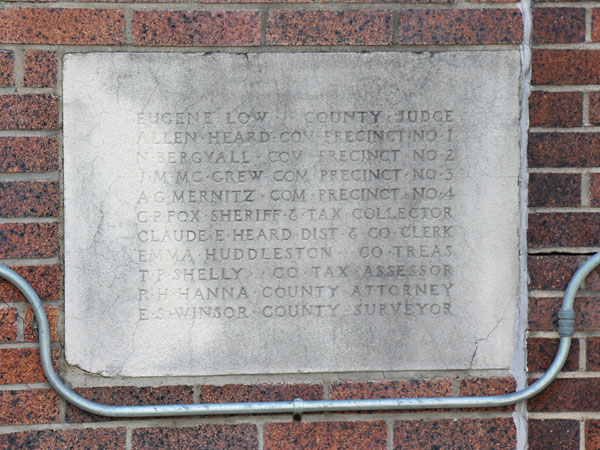 EUGENE · LOW · COUNTY · JUDGE
ALLEN · HEARD · COM · PRECINCT · NO · 1
N · BERGVALL · COM · PRECINCT · NO · 2
J · M · MC · GREW · COM · PRECINCT · NO · 3
A · G · MERNITZ · COM · PRECINCT · NO · 4
C · P · FOX · SHERIFF · & · TAX · COLLECTOR
CLAUDE · E · HEARD · DIST · & · CO · CLERK
EMMA · HUDDLESTON · CO · TREAS
T · P · SHELLY · CO · TAX · ASSESSOR
R · H · HANNA · COUNTY · ATTORNEY
E · S · WINSOR · COUNTY · SURVEYOR